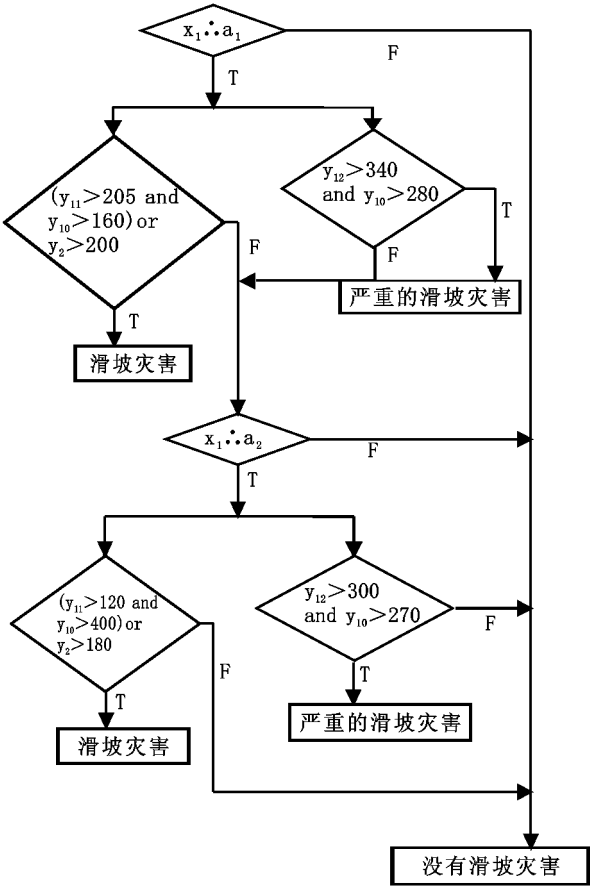 x₁∴a₁
F
T
(y₁₁>205 and
y₁₀>160)or
y₂>200
y₁₂>340
and y₁₀>280
T
F
F
严重的滑坡灾害
T
滑坡灾害
x₁∴a₂
F
T
(y₁₁>120 and
y₁₀>400)or
y₂>180
y₁₂>300
and y₁₀>270
F
T
F
T
严重的滑坡灾害
滑坡灾害
没有滑坡灾害